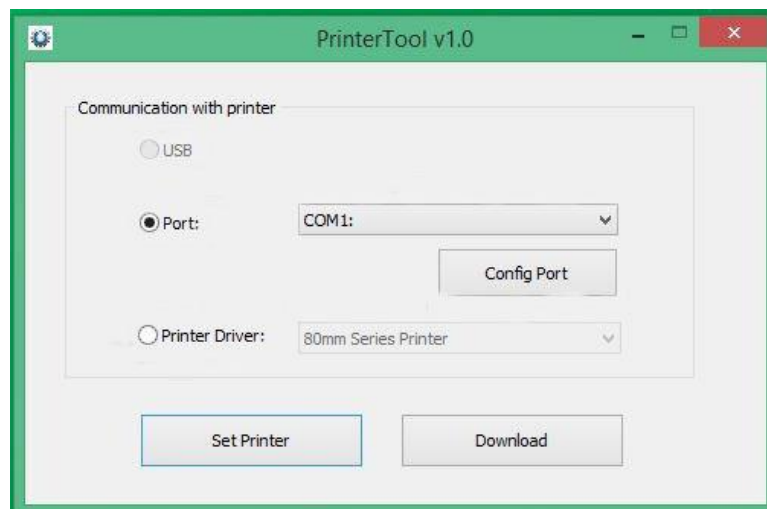 PrinterTool v1.0
Communication with printer
USB
Port: COM1:
Config Port
Printer Driver: 80mm Series Printer
Set Printer Download